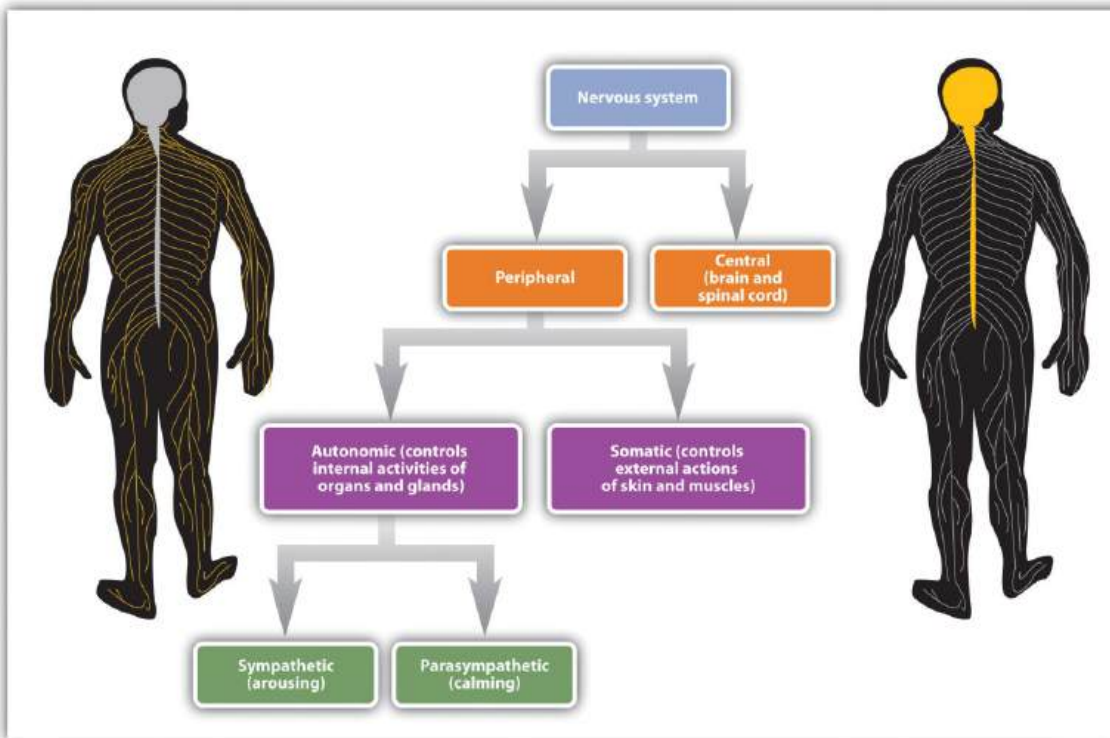 Nervous system
Peripheral
Central
(brain and
spinal cord)
Autonomic (controls
internal activities of
organs and glands)
Somatic (controls
external actions
of skin and muscles)
Sympathetic
(arousing)
Parasympathetic
(calming)